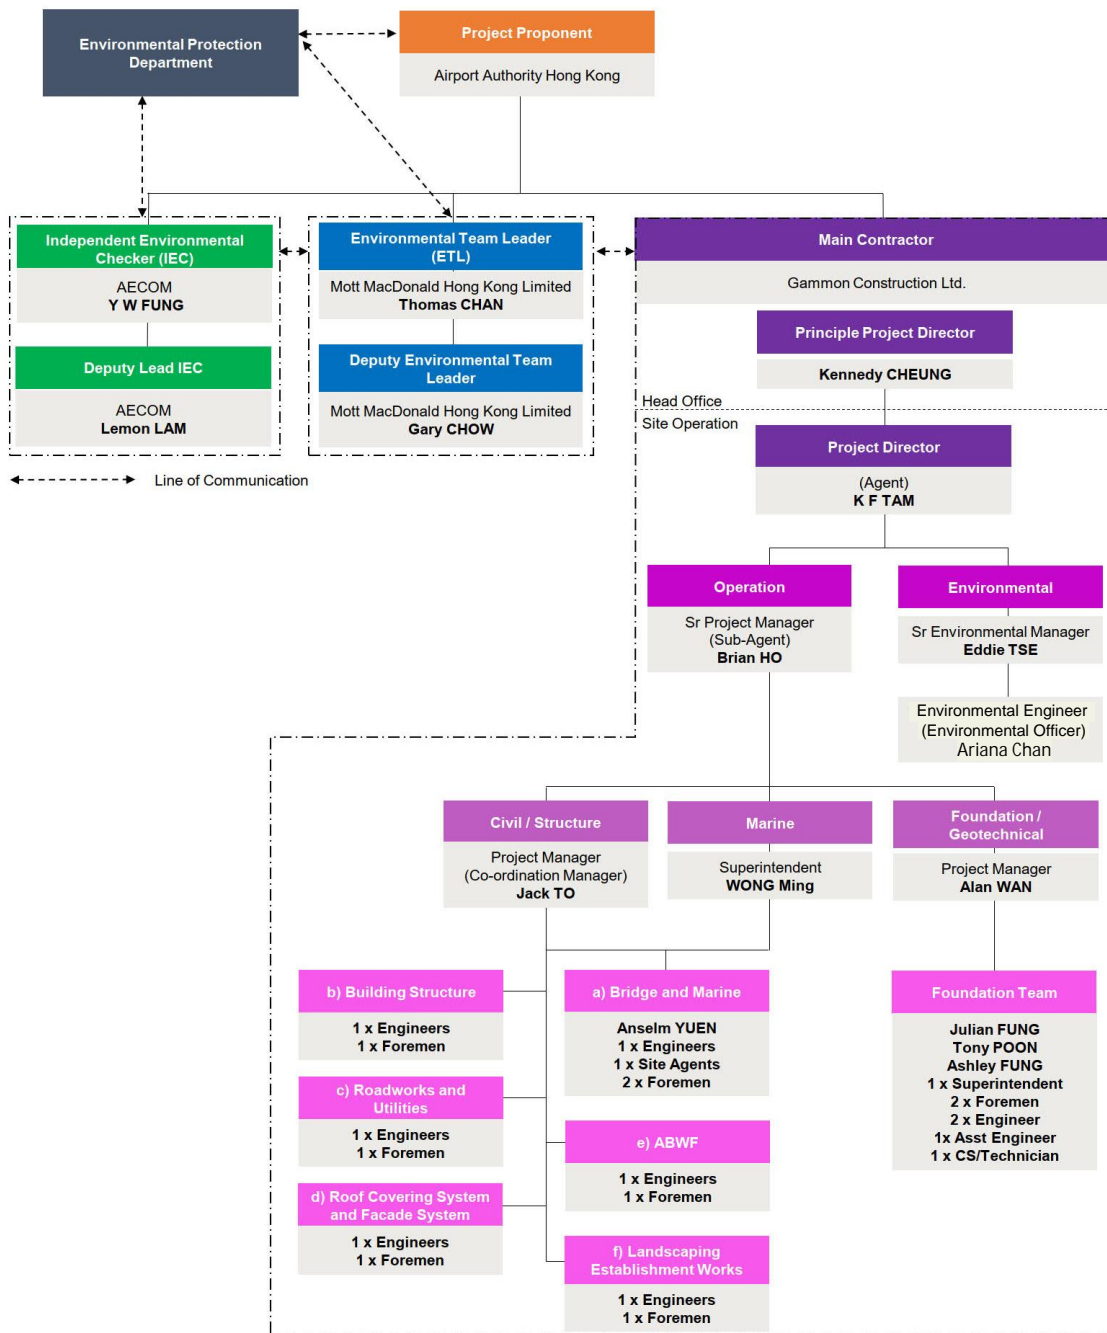 Environmental Protection
Department
Project Proponent
Airport Authority Hong Kong
Independent Environmental
Checker (IEC)
AECOM
Y W FUNG
Deputy Lead IEC
AECOM
Lemon LAM
Environmental Team Leader
(ETL)
Mott MacDonald Hong Kong Limited
Thomas CHAN
Deputy Environmental Team
Leader
Mott MacDonald Hong Kong Limited
Gary CHOW
Line of Communication
Main Contractor
Gammon Construction Ltd.
Principle Project Director
Kennedy CHEUNG
Head Office
Site Operation
Project Director
(Agent)
K F TAM
Operation
Sr Project Manager
(Sub-Agent)
Brian HO
Environmental
Sr Environmental Manager
Eddie TSE
Environmental Engineer
(Environmental Officer)
Ariana Chan
Civil / Structure
Project Manager
(Co-ordination Manager)
Jack TO
Marine
Superintendent
WONG Ming
Foundation /
Geotechnical
Project Manager
Alan WAN
b) Building Structure
1 x Engineers
1 x Foremen
a) Bridge and Marine
Anselm YUEN
1 x Engineers
1 x Site Agents
2 x Foremen
Foundation Team
Julian FUNG
Tony POON
Ashley FUNG
1 x Superintendent
2 x Foremen
2 x Engineer
1x Asst Engineer
1 x CS/Technician
c) Roadworks and
Utilities
1 x Engineers
1 x Foremen
e) ABWF
1 x Engineers
1 x Foremen
d) Roof Covering System
and Facade System
1 x Engineers
1 x Foremen
f) Landscaping
Establishment Works
1 x Engineers
1 x Foremen